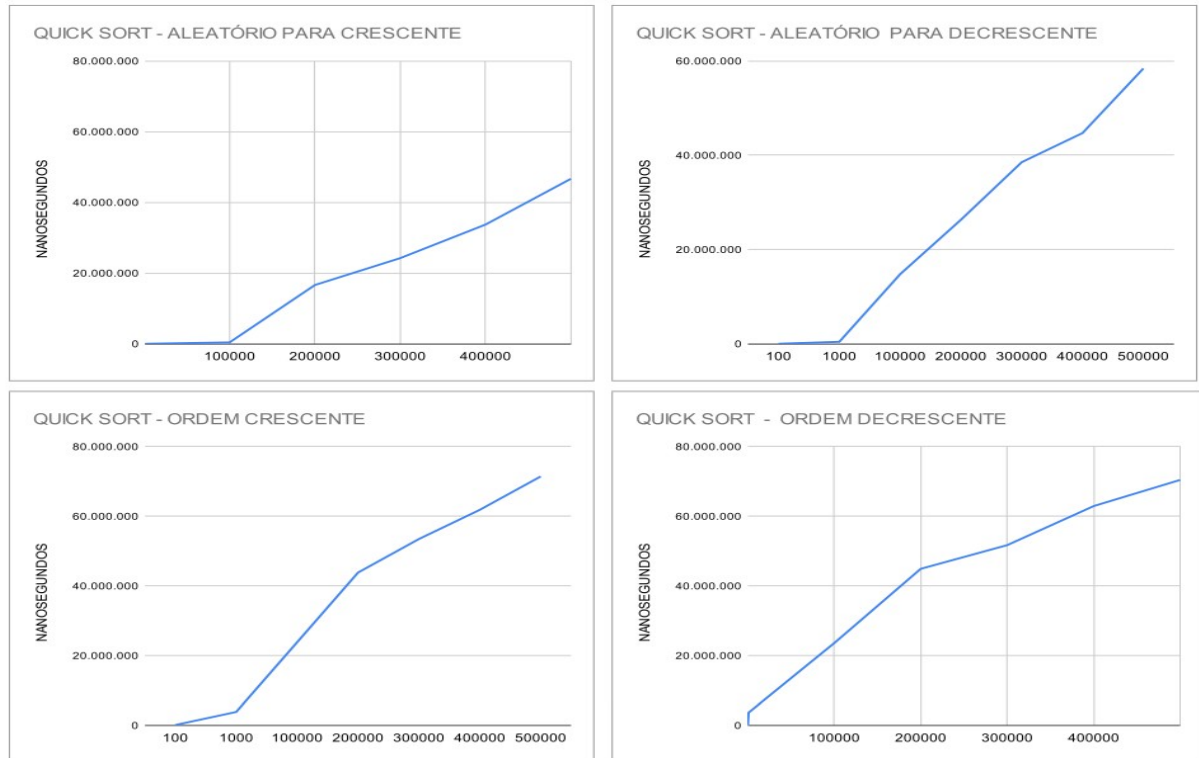 QUICK SORT - ALEATÓRIO PARA CRESCENTE
80.000.000
60.000.000
40.000.000
20.000.000
0
NANOSEGUNDOS
100000 200000 300000 400000
QUICK SORT - ALEATÓRIO PARA DECRESCENTE
60.000.000
40.000.000
20.000.000
0
NANOSEGUNDOS
100 1000 100000 200000 300000 400000 500000
QUICK SORT - ORDEM CRESCENTE
80.000.000
60.000.000
40.000.000
20.000.000
0
NANOSEGUNDOS
100 1000 100000 200000 300000 400000 500000
QUICK SORT - ORDEM DECRESCENTE
80.000.000
60.000.000
40.000.000
20.000.000
0
NANOSEGUNDOS
100000 200000 300000 400000